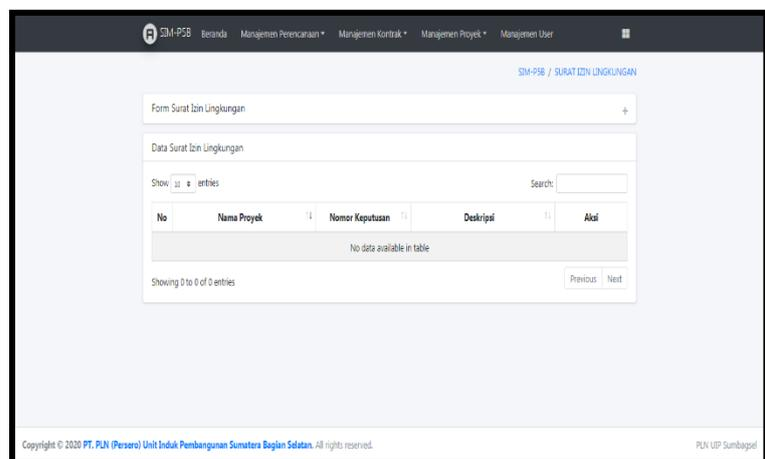 SIM-PSB Beranda Manajemen Perencanaan Manajemen Kontrak Manajemen Proyek Manajemen User
SIM-PSB / SURAT IZIN LINGKUNGAN
Form Surat Izin Lingkungan +
Data Surat Izin Lingkungan
Show 10 entries Search:
No Nama Proyek Nomor Keputusan Deskripsi Aksi
No data available in table
Showing 0 to 0 of 0 entries Previous Next
Copyright © 2020 PT. PLN (Persero) Unit Induk Pembangunan Sumatera Bagian Selatan. All rights reserved. PLN UIP Sumbagsel